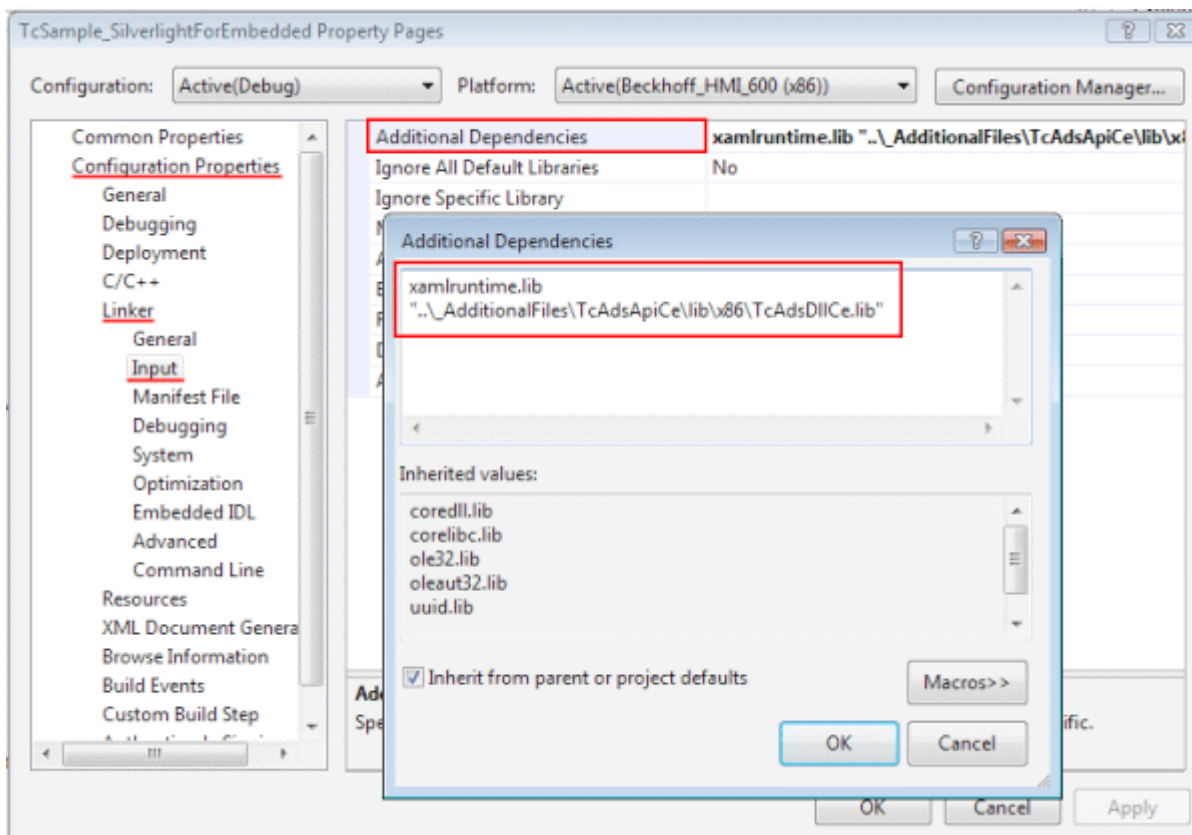 TcSample_SilverlightForEmbedded Property Pages
Configuration: Active(Debug) Platform: Active(Beckhoff_HMI_600 (x86)) Configuration Manager...
Common Properties
Configuration Properties
General
Debugging
Deployment
C/C++
Linker
General
Input
Manifest File
Debugging
System
Optimization
Embedded IDL
Advanced
Command Line
Resources
XML Document Genera
Browse Information
Build Events
Custom Build Step
Additional Dependencies xamlruntime.lib "..\_AdditionalFiles\TcAdsApiCe\lib\x8
Ignore All Default Libraries No
Ignore Specific Library
Additional Dependencies
xamlruntime.lib
"..\_AdditionalFiles\TcAdsApiCe\lib\x86\TcAdsDllCe.lib"
Inherited values:
coredll.lib
corelibc.lib
ole32.lib
oleaut32.lib
uuid.lib
Inherit from parent or project defaults
Macros>>
OK Cancel
Ad
Spe ific.
OK Cancel Apply